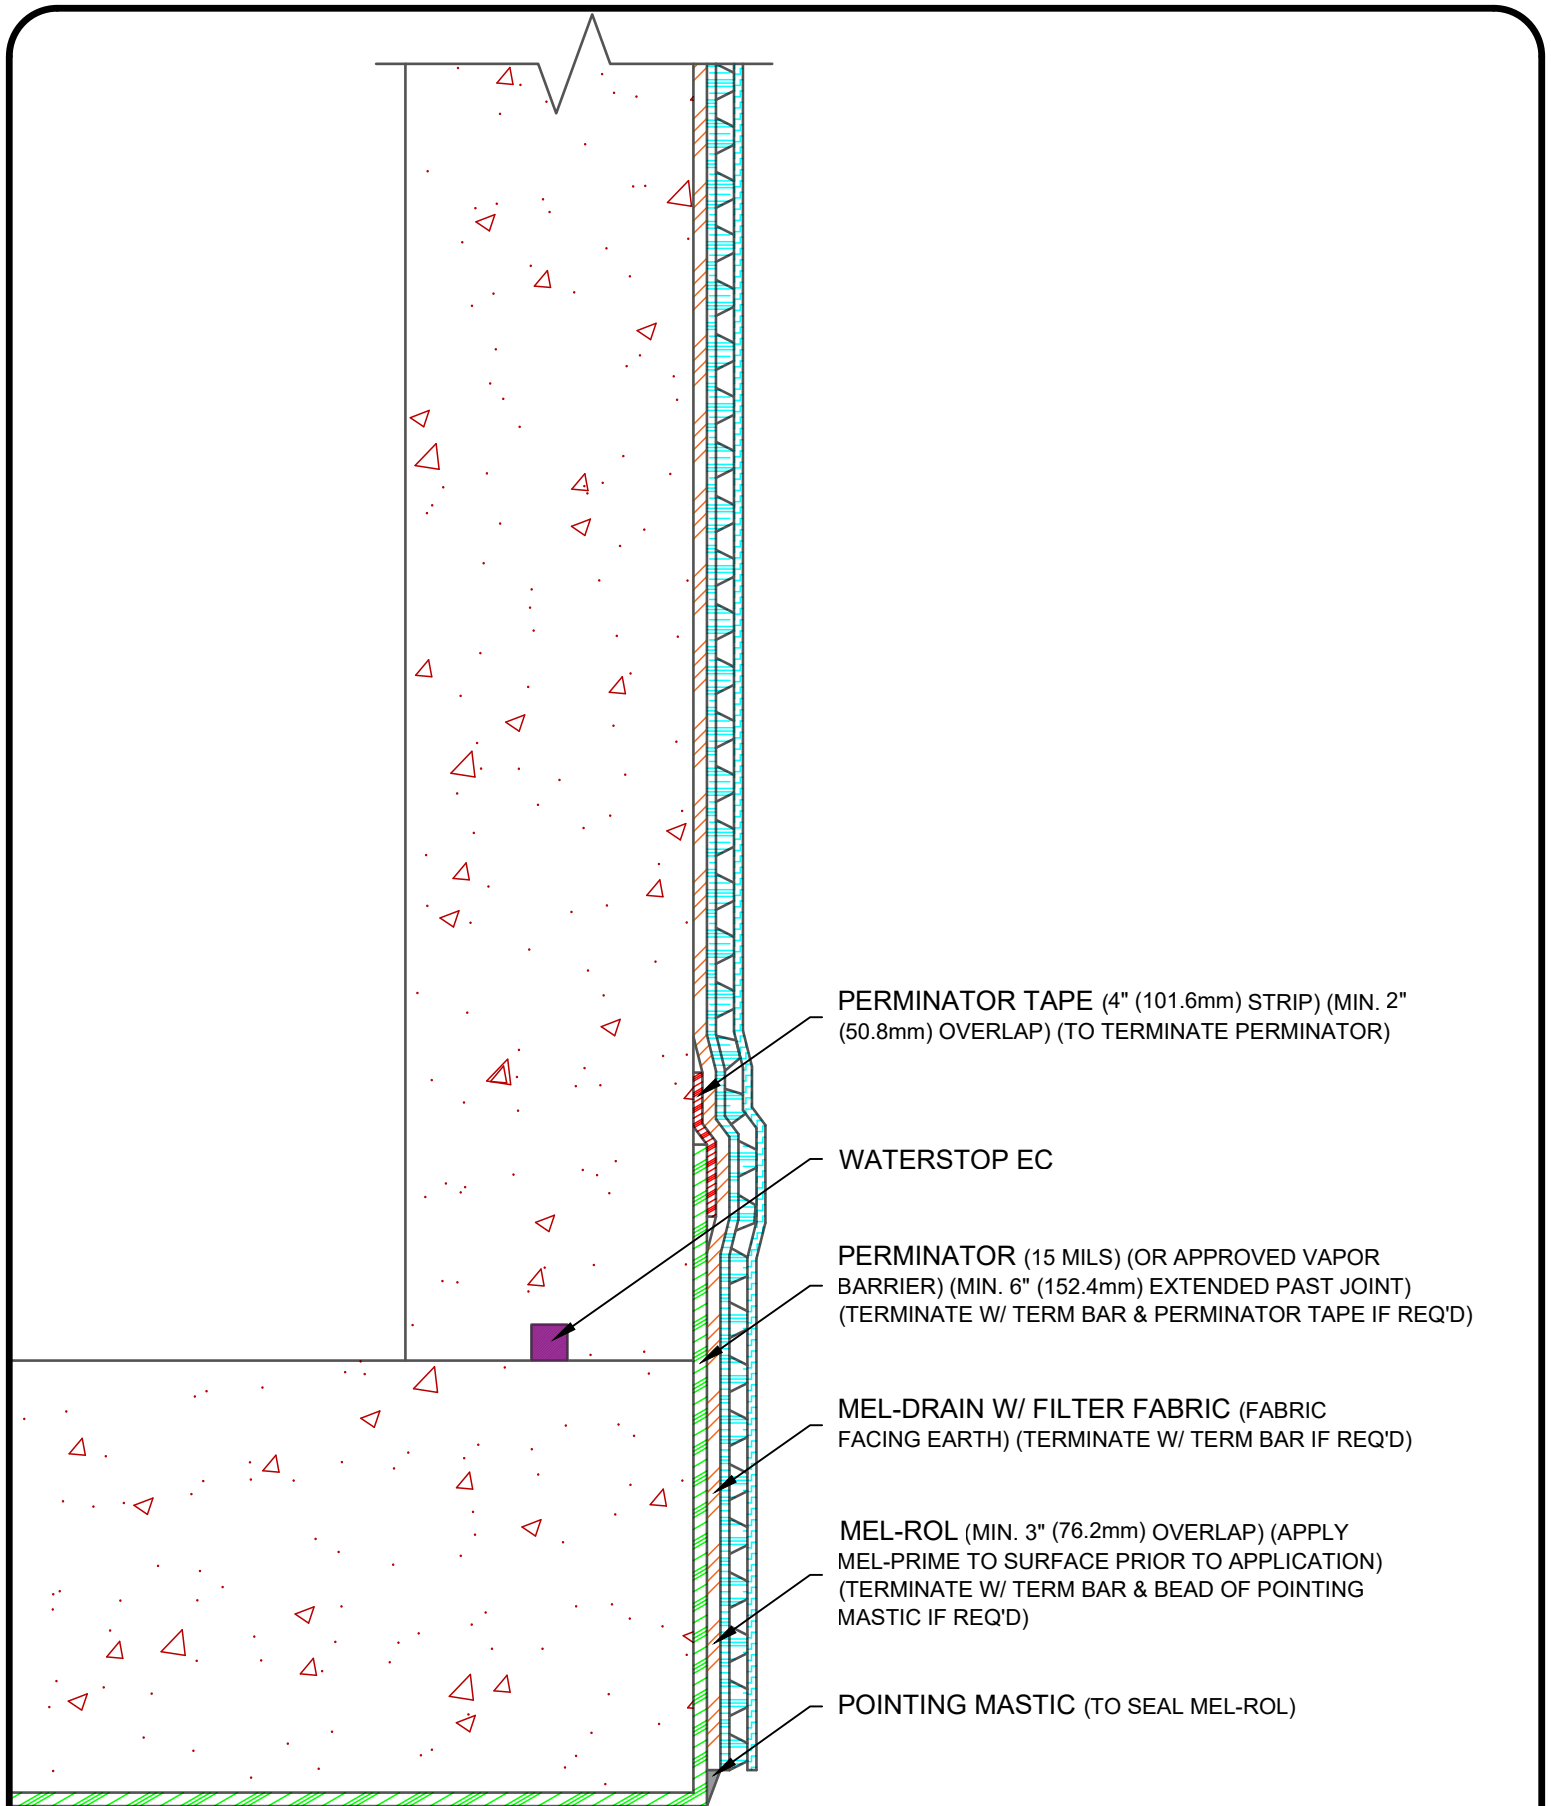 PERMINATOR TAPE (4" (101.6mm) STRIP) (MIN. 2"
(50.8mm) OVERLAP) (TO TERMINATE PERMINATOR)
WATERSTOP EC
PERMINATOR (15 MILS) (OR APPROVED VAPOR
BARRIER) (MIN. 6" (152.4mm) EXTENDED PAST JOINT)
(TERMINATE W/ TERM BAR & PERMINATOR TAPE IF REQ'D)
MEL-DRAIN W/ FILTER FABRIC (FABRIC
FACING EARTH) (TERMINATE W/ TERM BAR IF REQ'D)
MEL-ROL (MIN. 3" (76.2mm) OVERLAP) (APPLY
MEL-PRIME TO SURFACE PRIOR TO APPLICATION)
(TERMINATE W/ TERM BAR & BEAD OF POINTING
MASTIC IF REQ'D)
POINTING MASTIC (TO SEAL MEL-ROL)